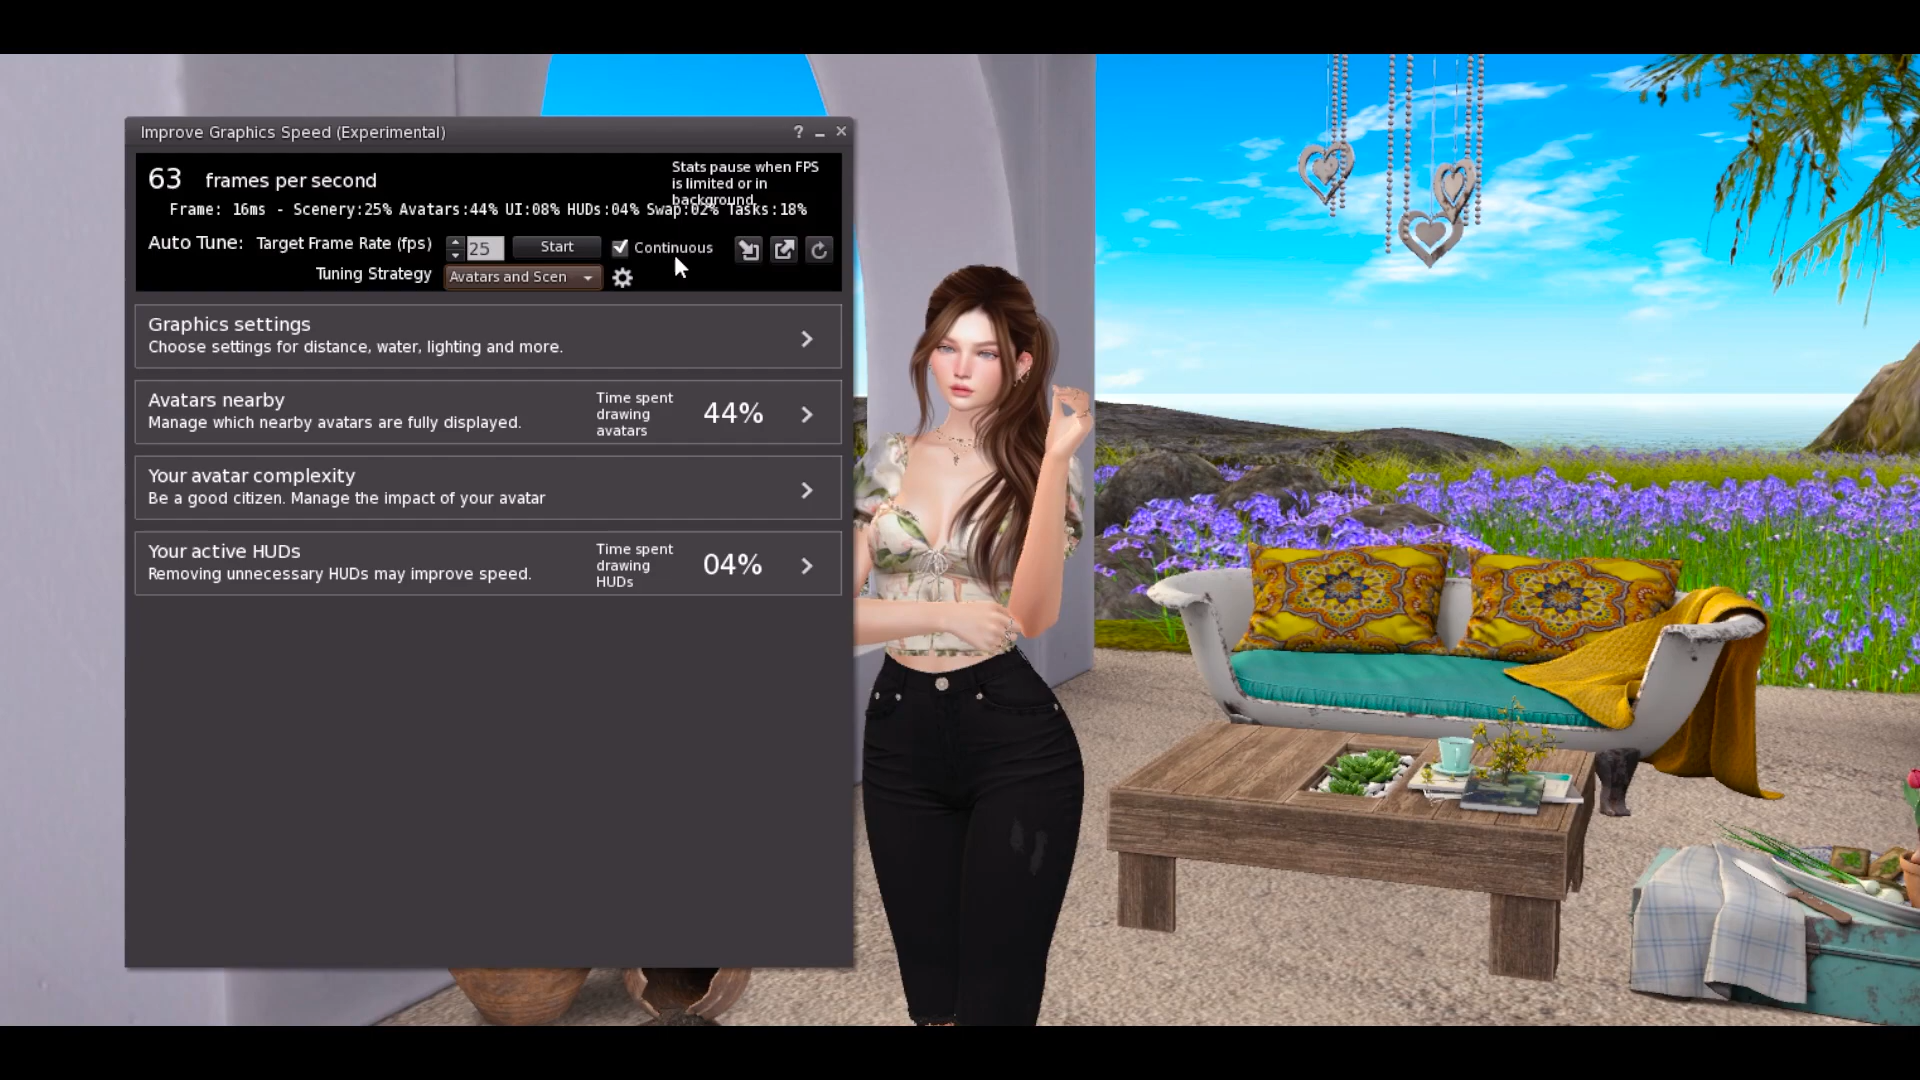 Improve Graphics Speed (Experimental)
?
63 frames per second
Stats pause when FPS
is limited or in
background.
Frame: 16ms - Scenery:25% Avatars:44% UI:08% HUDs:04% Swap:02% Tasks:18%
Auto Tune: Target Frame Rate (fps) 25 Start Continuous
Tuning Strategy Avatars and Scen
Graphics settings
Choose settings for distance, water, lighting and more.
Avatars nearby
Manage which nearby avatars are fully displayed.
Time spent
drawing
avatars
44%
Your avatar complexity
Be a good citizen. Manage the impact of your avatar
Your active HUDs
Removing unnecessary HUDs may improve speed.
Time spent
drawing
HUDs
04%